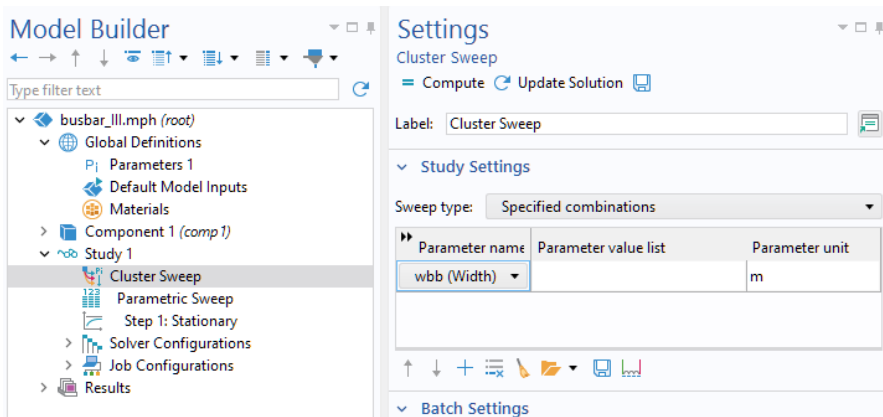 Model Builder
Type filter text
busbar_III.mph (root)
Global Definitions
Pi Parameters 1
Default Model Inputs
Materials
Component 1 (comp1)
Study 1
Cluster Sweep
123 Parametric Sweep
Step 1: Stationary
Solver Configurations
Job Configurations
Results
Settings
Cluster Sweep
= Compute Update Solution
Label: Cluster Sweep
Study Settings
Sweep type: Specified combinations
Parameter name Parameter value list Parameter unit
wbb (Width) m
Batch Settings